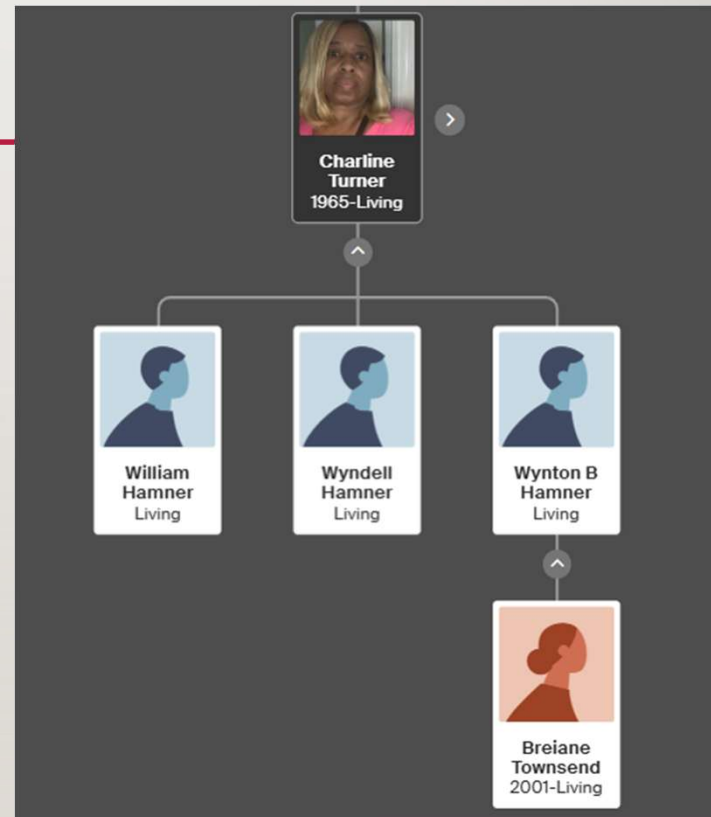 Charline
Turner
1965-Living
William
Hamner
Living
Wyndell
Hamner
Living
Wynton B
Hamner
Living
Breiane
Townsend
2001-Living